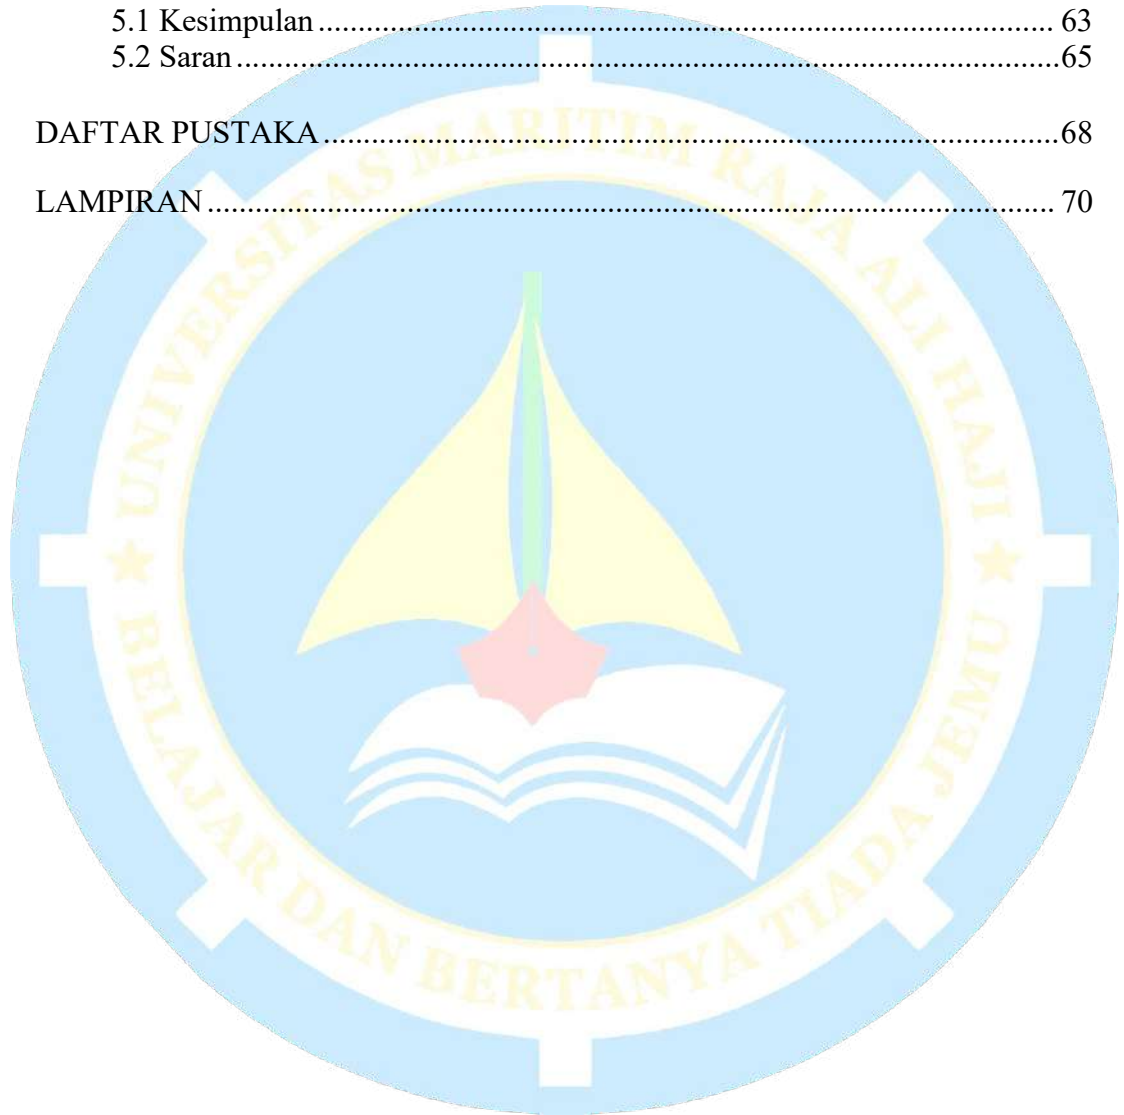 5.1 Kesimpulan .............................................................................. 63
5.2 Saran .......................................................................................65
DAFTAR PUSTAKA ..............................................................................68
LAMPIRAN .......................................................................................... 70
UNIVERSITAS MARITIM RAJA ALI HAJI
BELAJAR DAN BERTANYA TIADA JEMU